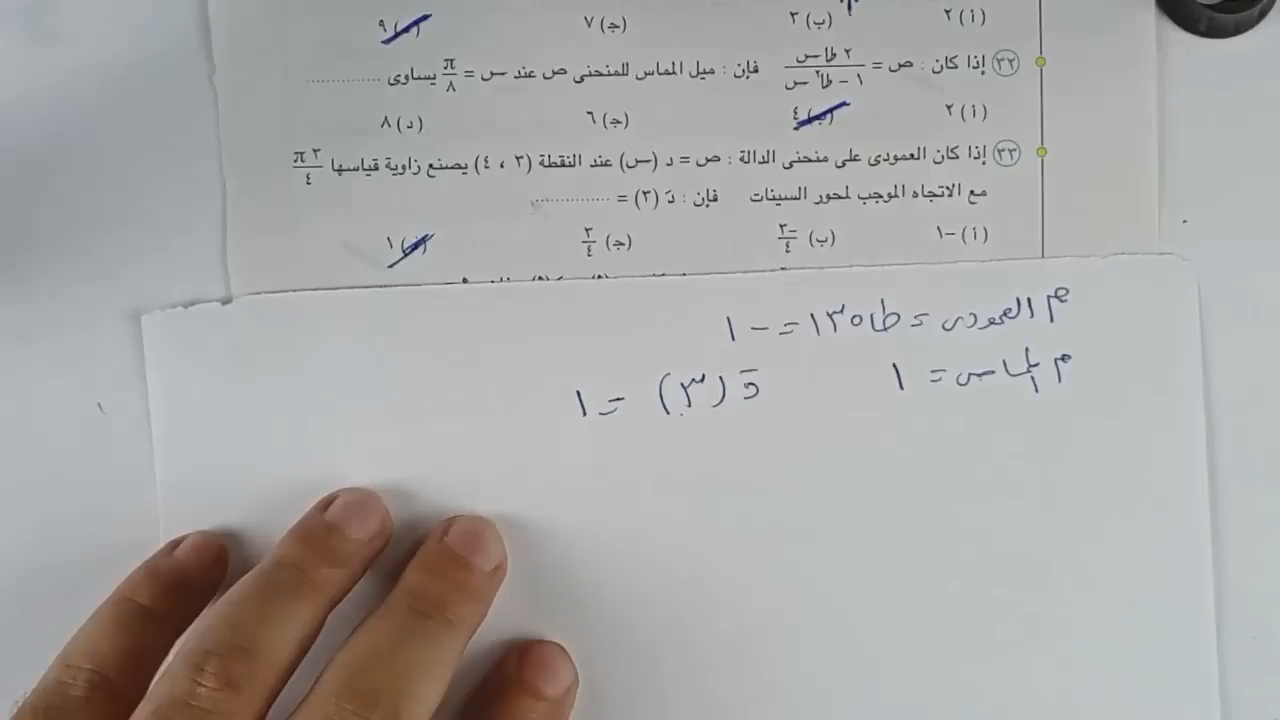 (أ) ٢ (ب) ٣ (جـ) ٧ (د) ٩
٣٢ إذا كان : ص = ٢ طا س / ١ - طا٢ س فإن : ميل المماس للمنحنى ص عند س = π / ٨ يساوى ..............
(أ) ٢ (ب) ٤ (جـ) ٦ (د) ٨
٣٣ إذا كان العمودى على منحنى الدالة : ص = د (س) عند النقطة (٣ ، ٤) يصنع زاوية قياسها ٣ π / ٤
مع الاتجاه الموجب لمحور السينات فإن : دَ (٣) = ..............
(أ) -١ (ب) -٣ / ٤ (جـ) ٣ / ٤ (د) ١
م العمودى = طا ١٣٥ = - ١
م المماس = ١ دَ (٣) = ١